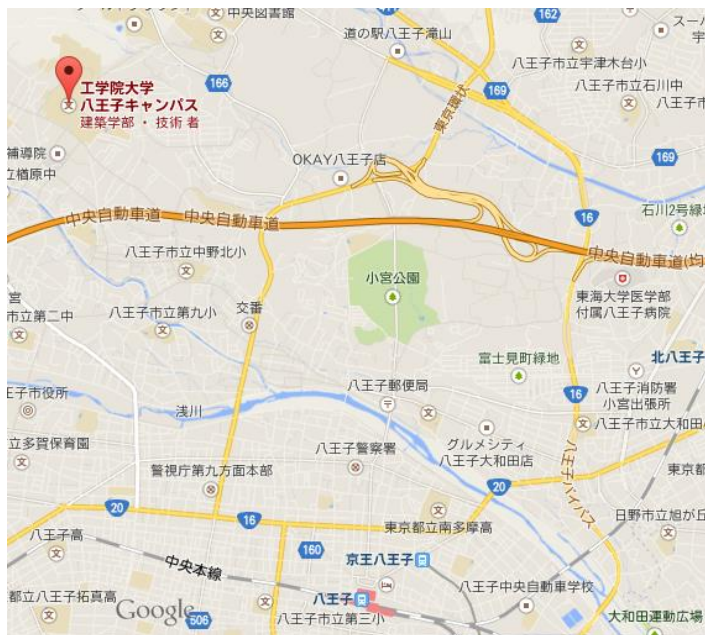 中央図書館
道の駅八王子滝山
162
八王子市立宇津木台小
工学院大学
八王子キャンパス
建築学部 ・ 技術 者
166
169
八王子市立石川中
東京環状
補導院
立楢原中
OKAY八王子店
169
16
石川2号緑地
中央自動車道
中央自動車道
中央自動車道(均
八王子市立中野北小
小宮公園
東海大学医学部
付属八王子病院
宮
市立第二中
八王子市立第九小
交番
富士見町緑地
北八王子
八王子市役所
浅川
八王子郵便局
16
八王子消防署
小宮出張所
立多賀保育園
八王子警察署
グルメシティ
八王子大和田店
八王子市立大和田
八王子バイパス
警視庁第九方面本部
20
東京都
20
16
東京都立南多摩高
日野市立旭が丘
八王子高
160
京王八王子
中央本線
八王子
八王子中央自動車学校
都立八王子拓真高
Google
506
八王子市立第三小
大和田運動広場